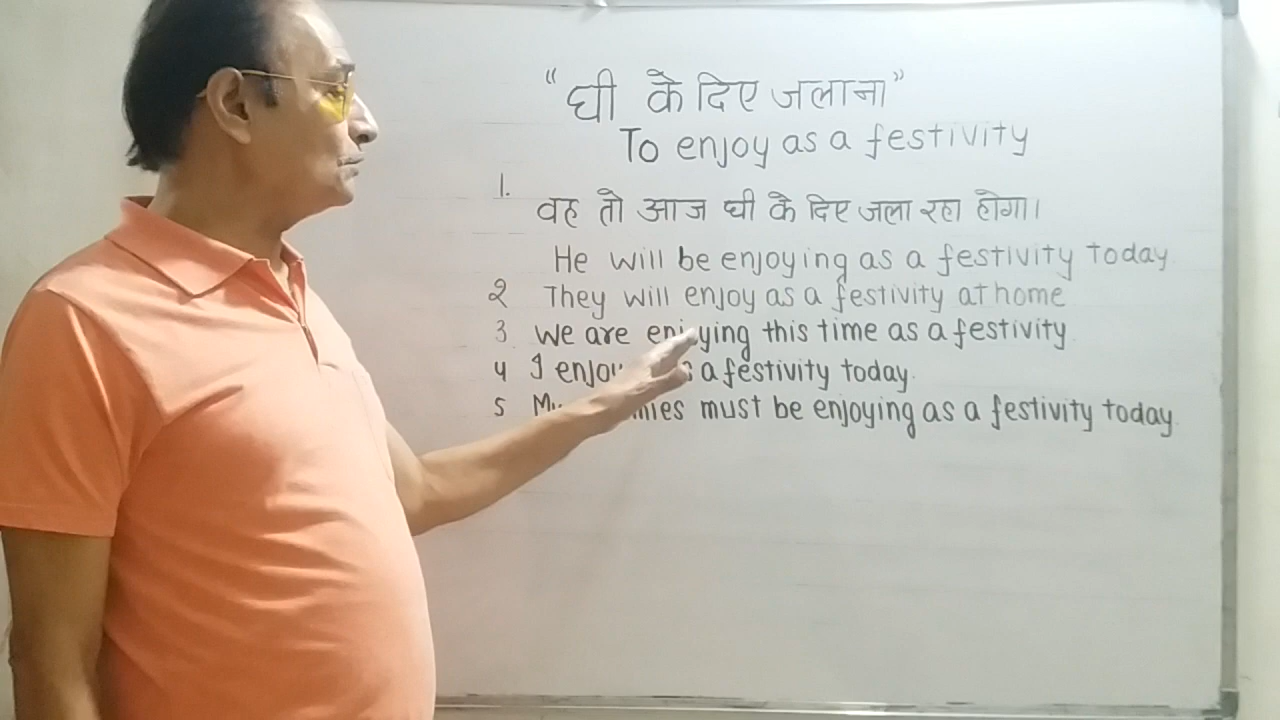 "घी के दिए जलाना"
To enjoy as a festivity
1.
वह तो आज घी के दिए जला रहा होगा।
He will be enjoying as a festivity today
2 They will enjoy as a festivity at home
3. We are enjoying this time as a festivity
4 I enjoy a festivity today.
5 must be enjoying as a festivity today.